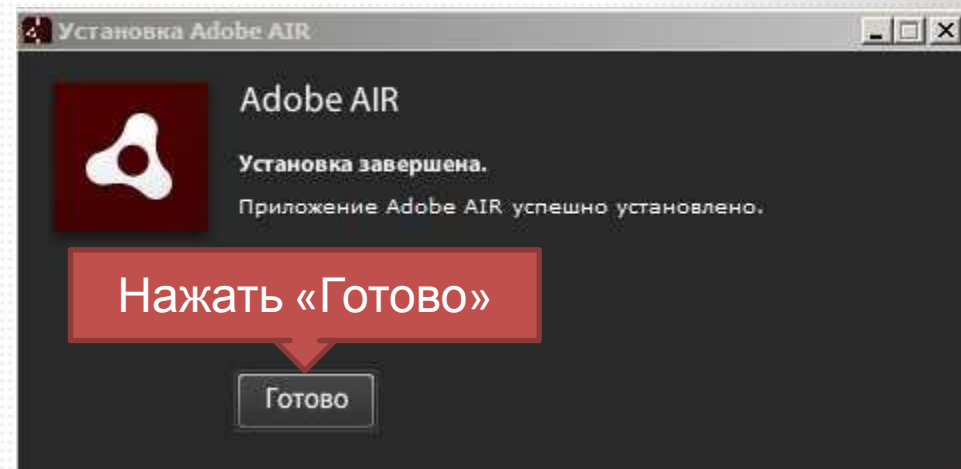 Установка Adobe AIR
Adobe AIR
Установка завершена.
Приложение Adobe AIR успешно установлено.
Нажать «Готово»
Готово